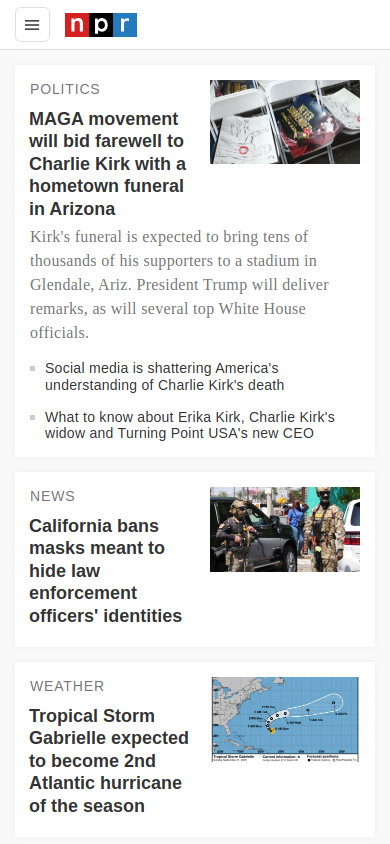 npr
POLITICS
MAGA movement
will bid farewell to
Charlie Kirk with a
hometown funeral
in Arizona
Kirk's funeral is expected to bring tens of
thousands of his supporters to a stadium in
Glendale, Ariz. President Trump will deliver
remarks, as will several top White House
officials.
Social media is shattering America's
understanding of Charlie Kirk's death
What to know about Erika Kirk, Charlie Kirk's
widow and Turning Point USA's new CEO
NEWS
California bans
masks meant to
hide law
enforcement
officers' identities
WEATHER
Tropical Storm
Gabrielle expected
to become 2nd
Atlantic hurricane
of the season
Tropical Storm Gabrielle